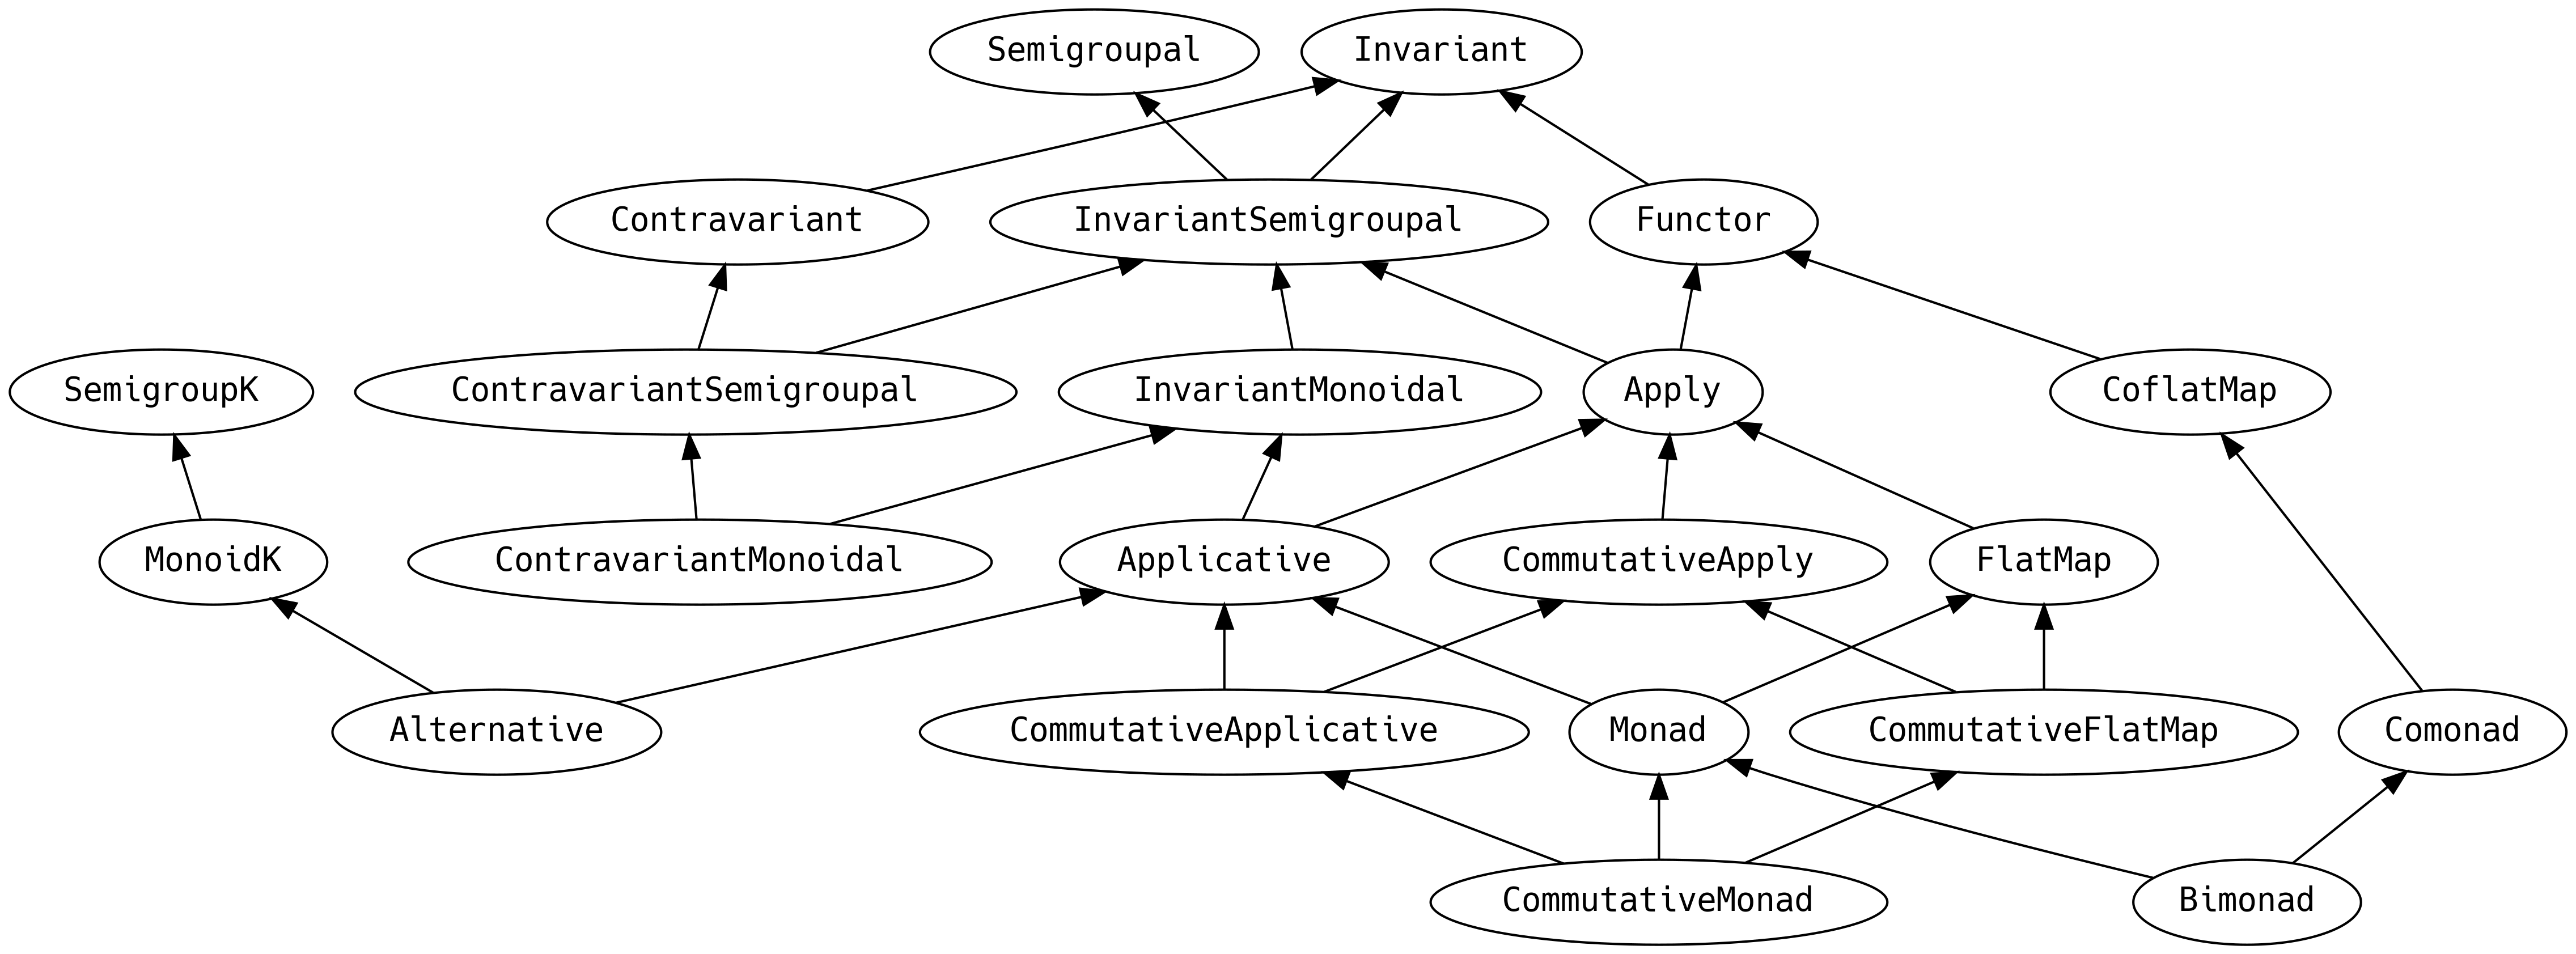 Semigroupal
Invariant
Contravariant
InvariantSemigroupal
Functor
SemigroupK
ContravariantSemigroupal
InvariantMonoidal
Apply
CoflatMap
MonoidK
ContravariantMonoidal
Applicative
CommutativeApply
FlatMap
Alternative
CommutativeApplicative
Monad
CommutativeFlatMap
Comonad
CommutativeMonad
Bimonad